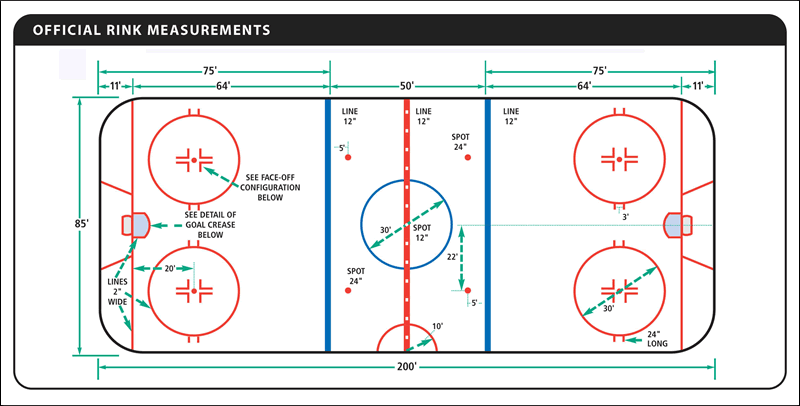 OFFICIAL RINK MEASUREMENTS
75'
75'
11'
64'
50'
64'
11'
LINE
12"
LINE
12"
LINE
12"
SPOT
24"
5'
SEE FACE-OFF
CONFIGURATION
BELOW
SEE DETAIL OF
GOAL CREASE
BELOW
3'
85'
30'
SPOT
12"
22'
20'
LINES
2"
WIDE
SPOT
24"
5'
30'
10'
24"
LONG
200'